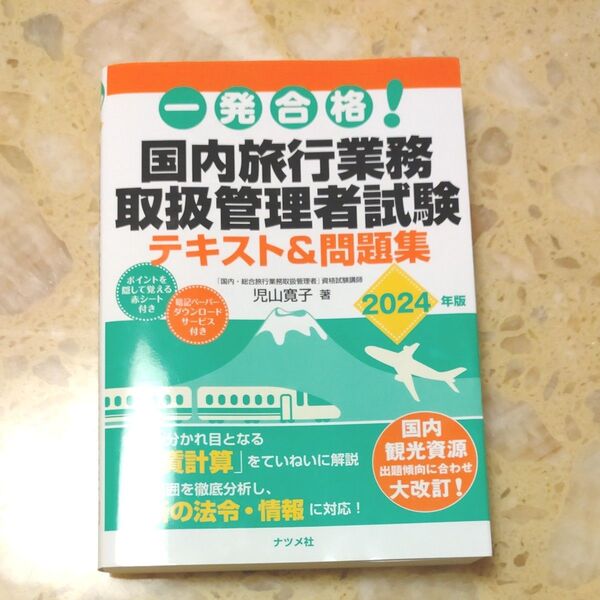 一発合格!
国内旅行業務
取扱管理者試験
テキスト&問題集
「国内・総合旅行業務取扱管理者」資格試験講師
児山寛子 著
2024年版
ポイントを
隠して覚える
赤シート
付き
暗記ペーパー
ダウンロード
サービス
付き
分かれ目となる
賃計算」をていねいに解説
囲を徹底分析し、
の法令・情報に対応!
国内
観光資源
出題傾向に合わせ
大改訂!
ナツメ社